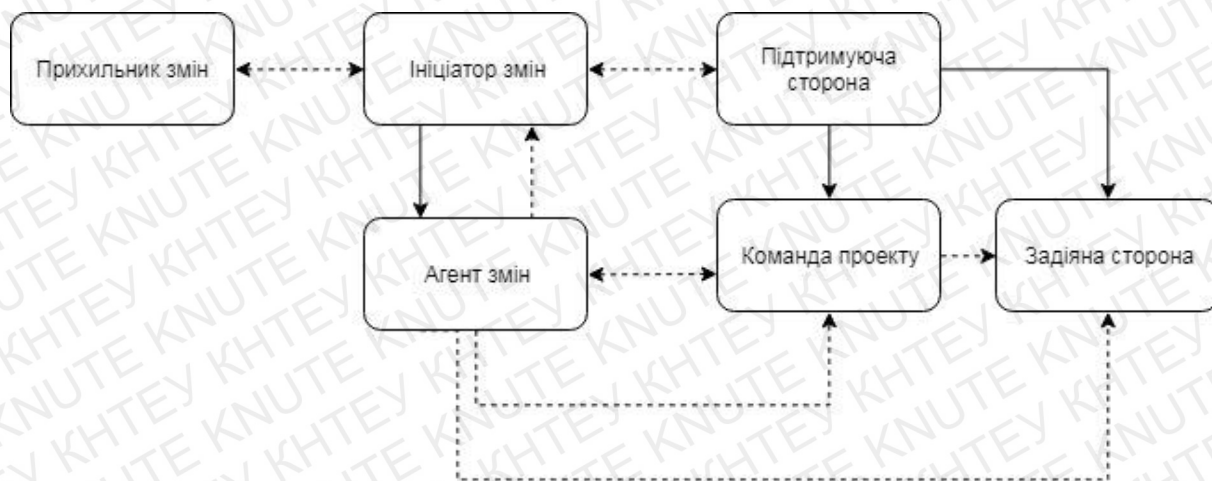 Прихильник змін
Ініціатор змін
Підтримуюча
сторона
Агент змін
Команда проекту
Задіяна сторона